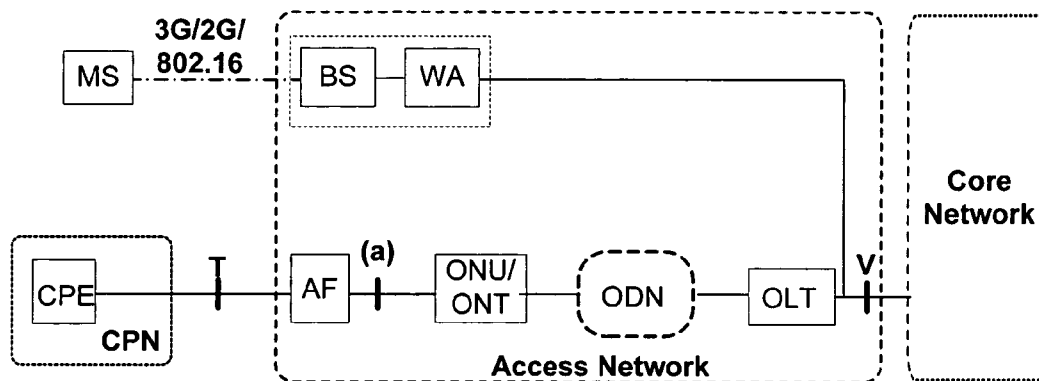 3G/2G/
802.16
MS
BS
WA
Core
Network
T
(a)
V
CPE
AF
ONU/
ONT
ODN
OLT
CPN
Access Network